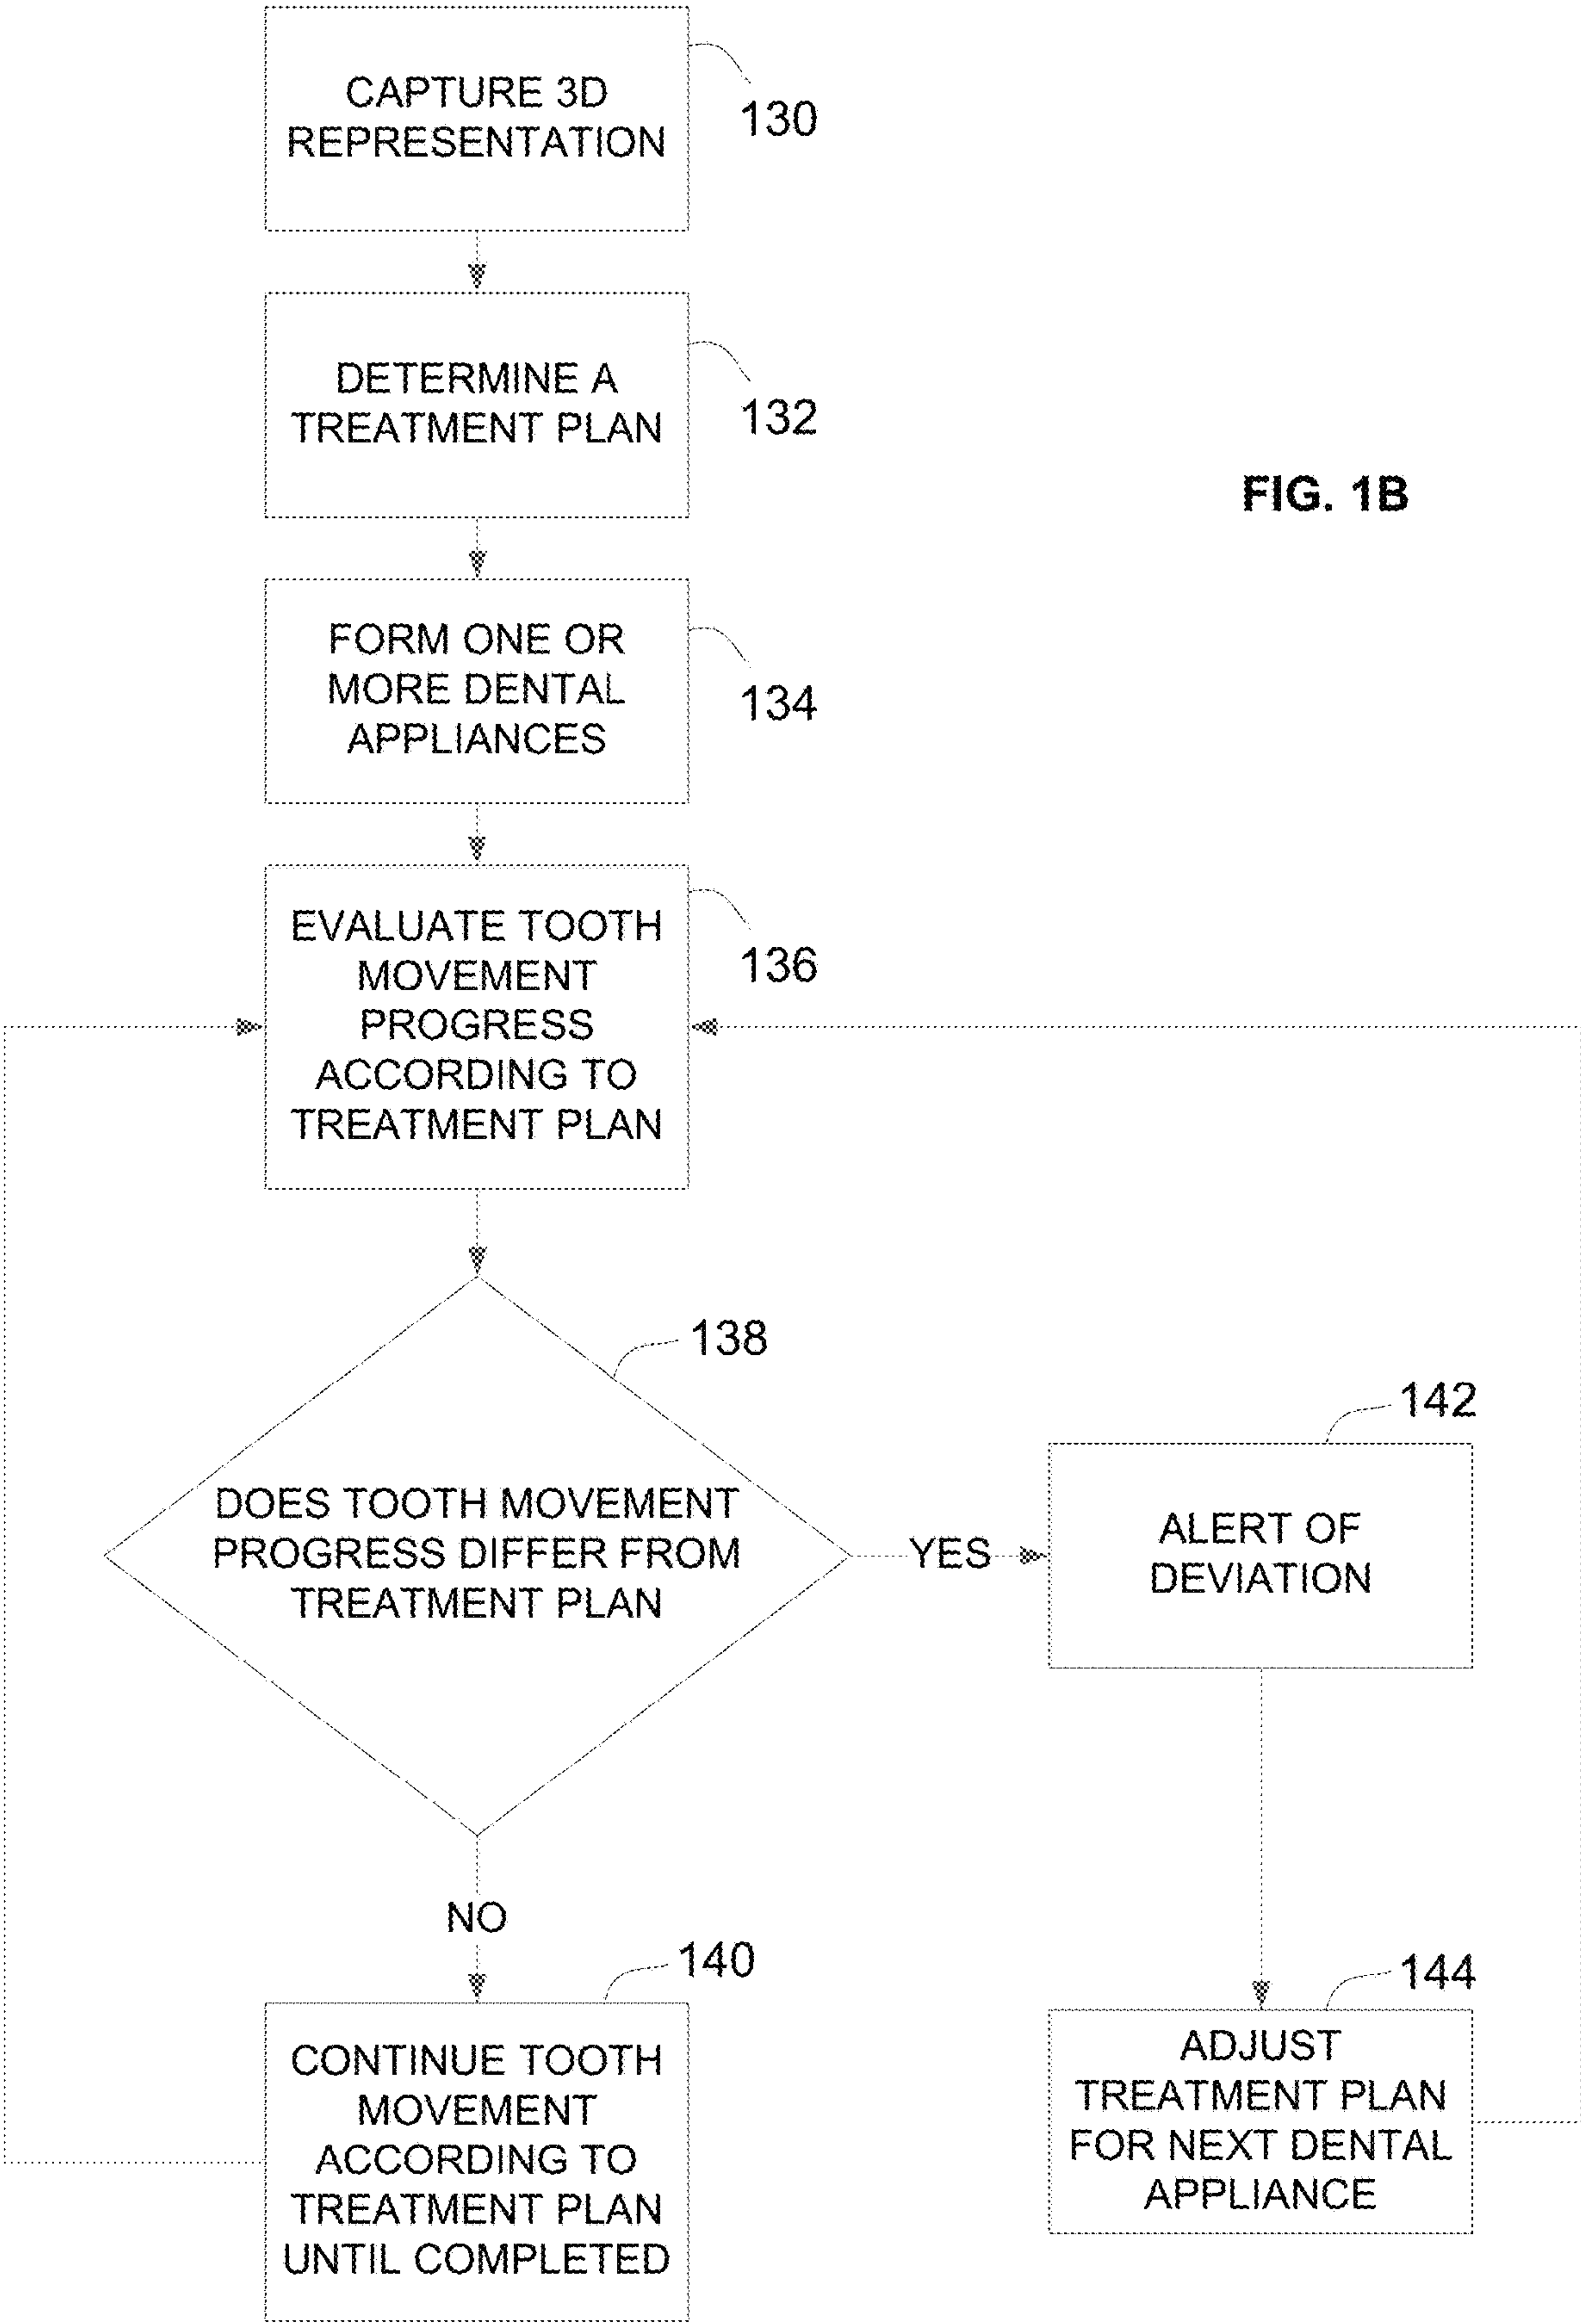 CAPTURE 3D
REPRESENTATION
130
DETERMINE A
TREATMENT PLAN
132
FIG. 1B
FORM ONE OR
MORE DENTAL
APPLIANCES
134
EVALUATE TOOTH
MOVEMENT
PROGRESS
ACCORDING TO
TREATMENT PLAN
136
138
DOES TOOTH MOVEMENT
PROGRESS DIFFER FROM
TREATMENT PLAN
YES
142
ALERT OF
DEVIATION
NO
140
CONTINUE TOOTH
MOVEMENT
ACCORDING TO
TREATMENT PLAN
UNTIL COMPLETED
144
ADJUST
TREATMENT PLAN
FOR NEXT DENTAL
APPLIANCE